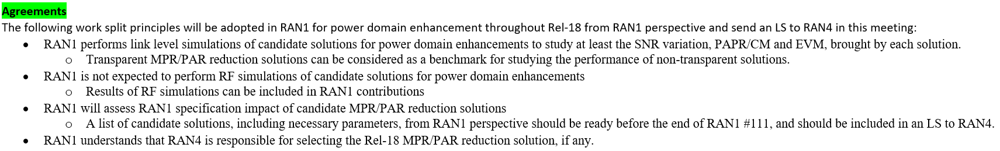 Agreements
The following work split principles will be adopted in RAN1 for power domain enhancement throughout Rel-18 from RAN1 perspective and send an LS to RAN4 in this meeting:
• RAN1 performs link level simulations of candidate solutions for power domain enhancements to study at least the SNR variation, PAPR/CM and EVM, brought by each solution.
o Transparent MPR/PAR reduction solutions can be considered as a benchmark for studying the performance of non-transparent solutions.
• RAN1 is not expected to perform RF simulations of candidate solutions for power domain enhancements
o Results of RF simulations can be included in RAN1 contributions
• RAN1 will assess RAN1 specification impact of candidate MPR/PAR reduction solutions
o A list of candidate solutions, including necessary parameters, from RAN1 perspective should be ready before the end of RAN1 #111, and should be included in an LS to RAN4.
• RAN1 understands that RAN4 is responsible for selecting the Rel-18 MPR/PAR reduction solution, if any.